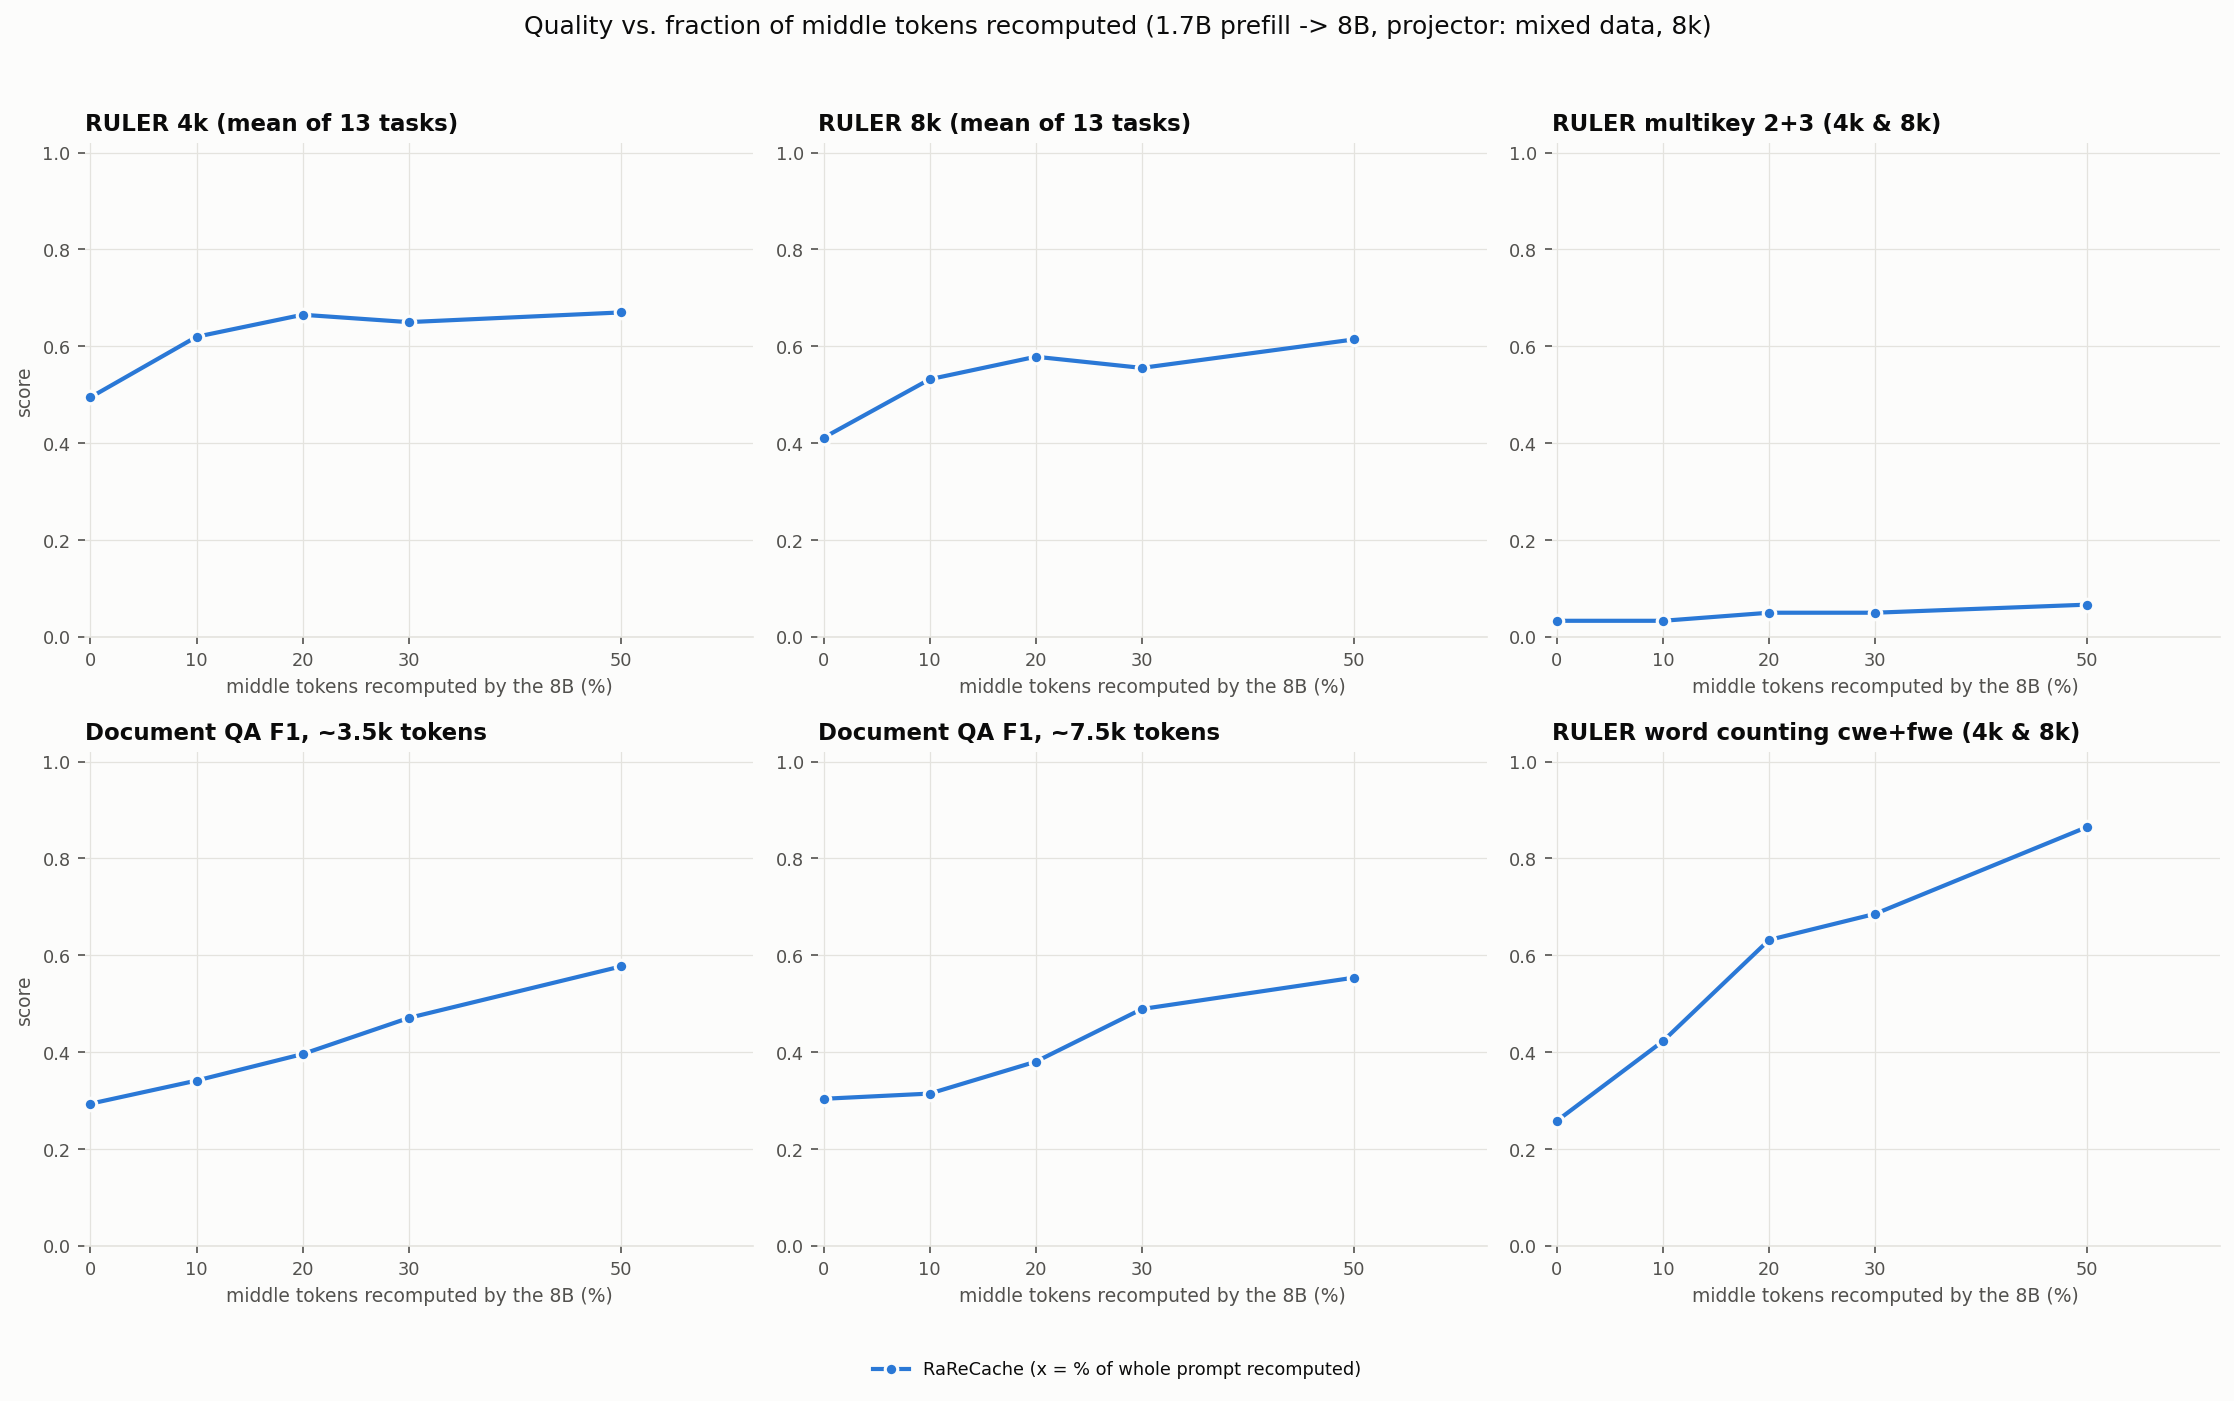 Quality vs. fraction of middle tokens recomputed (1.7B prefill -> 8B, projector: mixed data, 8k)
RULER 4k (mean of 13 tasks)
1.0
0.8
0.6
0.4
0.2
0.0
score
0 10 20 30 50
middle tokens recomputed by the 8B (%)
RULER 8k (mean of 13 tasks)
1.0
0.8
0.6
0.4
0.2
0.0
0 10 20 30 50
middle tokens recomputed by the 8B (%)
RULER multikey 2+3 (4k & 8k)
1.0
0.8
0.6
0.4
0.2
0.0
0 10 20 30 50
middle tokens recomputed by the 8B (%)
Document QA F1, ~3.5k tokens
1.0
0.8
0.6
0.4
0.2
0.0
score
0 10 20 30 50
middle tokens recomputed by the 8B (%)
Document QA F1, ~7.5k tokens
1.0
0.8
0.6
0.4
0.2
0.0
0 10 20 30 50
middle tokens recomputed by the 8B (%)
RULER word counting cwe+fwe (4k & 8k)
1.0
0.8
0.6
0.4
0.2
0.0
0 10 20 30 50
middle tokens recomputed by the 8B (%)
RaReCache (x = % of whole prompt recomputed)